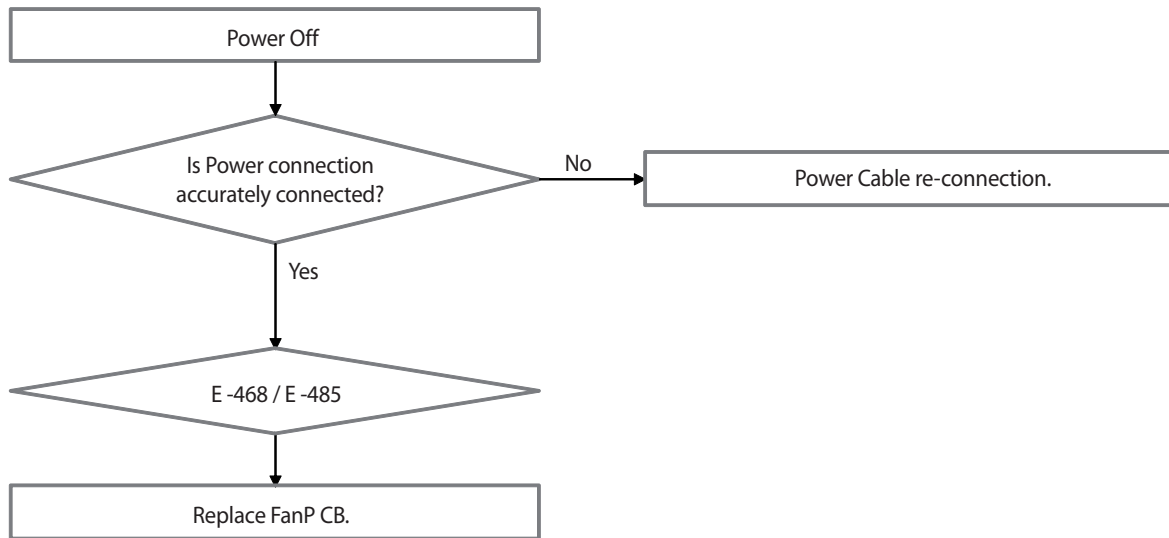 Power Off
Is Power connection
accurately connected?
No
Power Cable re-connection.
Yes
E -468 / E -485
Replace FanP CB.